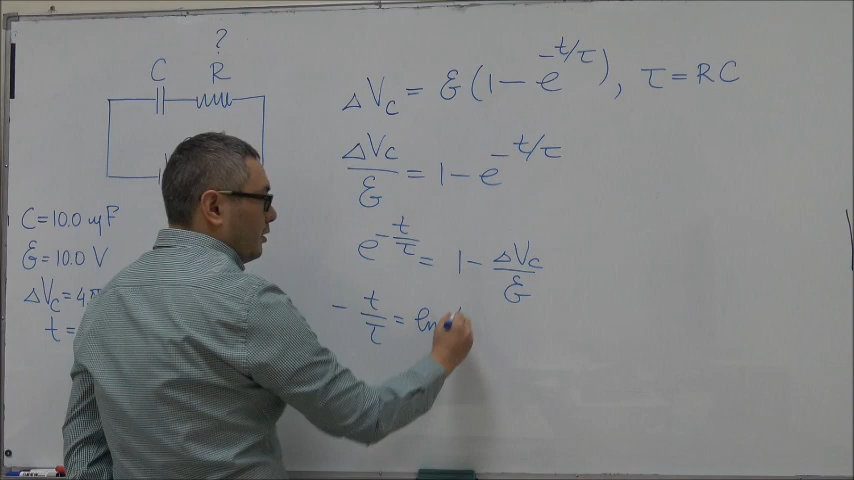 ?
C R
C = 10.0 μF
ℰ = 10.0 V
ΔV_C = 4
t =
ΔV_C = ℰ(1 − e^(−t/τ)), τ = RC
ΔV_C/ℰ = 1 − e^(−t/τ)
e^(−t/τ) = 1 − ΔV_C/ℰ
− t/τ = ln